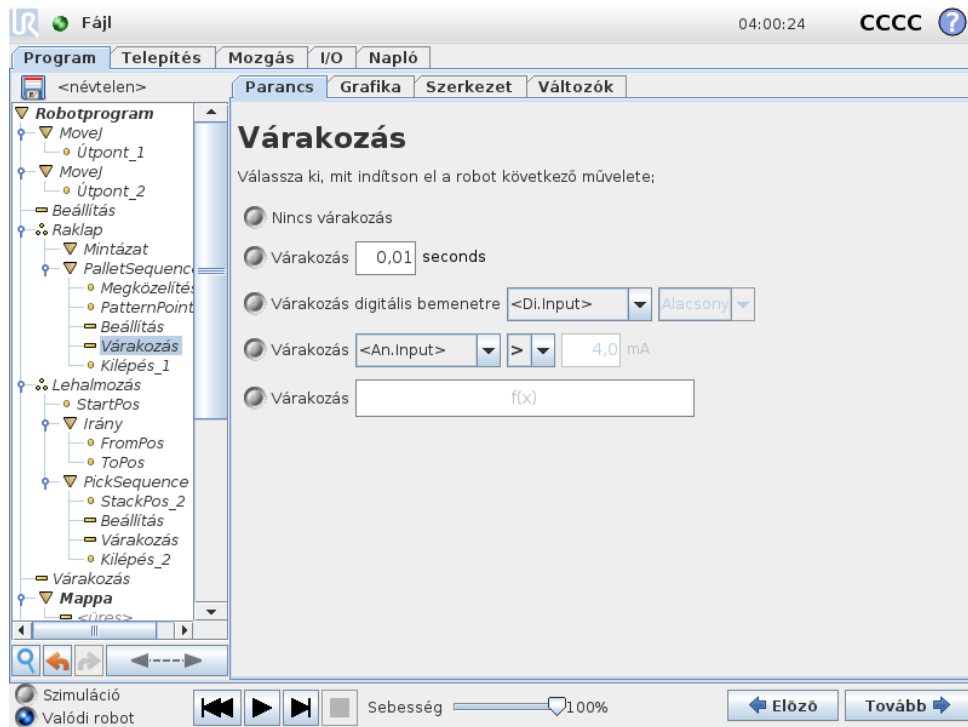 UR Fájl 04:00:24 CCCC ?
Program Telepítés Mozgás I/O Napló
<névtelen>
Parancs Grafika Szerkezet Változók
Robotprogram
MoveJ
Útpont_1
MoveJ
Útpont_2
Beállítás
Raklap
Mintázat
PalletSequenc
Megközelítés
PatternPoint
Beállítás
Várakozás
Kilépés_1
Lehalmozás
StartPos
Irány
FromPos
ToPos
PickSequence
StackPos_2
Beállítás
Várakozás
Kilépés_2
Várakozás
Mappa
<üres>
Várakozás
Válassza ki, mit indítson el a robot következő művelete;
Nincs várakozás
Várakozás 0,01 seconds
Várakozás digitális bemenetre <Di.Input> Alacsony
Várakozás <An.Input> > 4,0 mA
Várakozás f(x)
Szimuláció
Valódi robot
Sebesség 100%
Előző Tovább